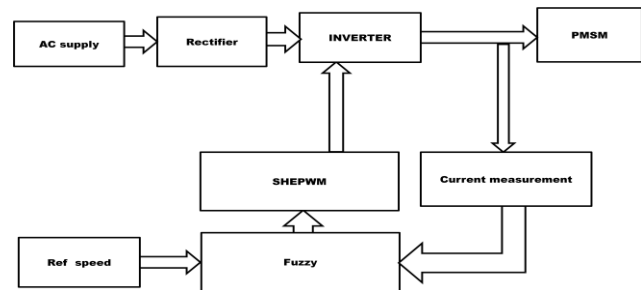 AC supply
Rectifier
INVERTER
PMSM
SHEPWM
Current measurement
Ref speed
Fuzzy